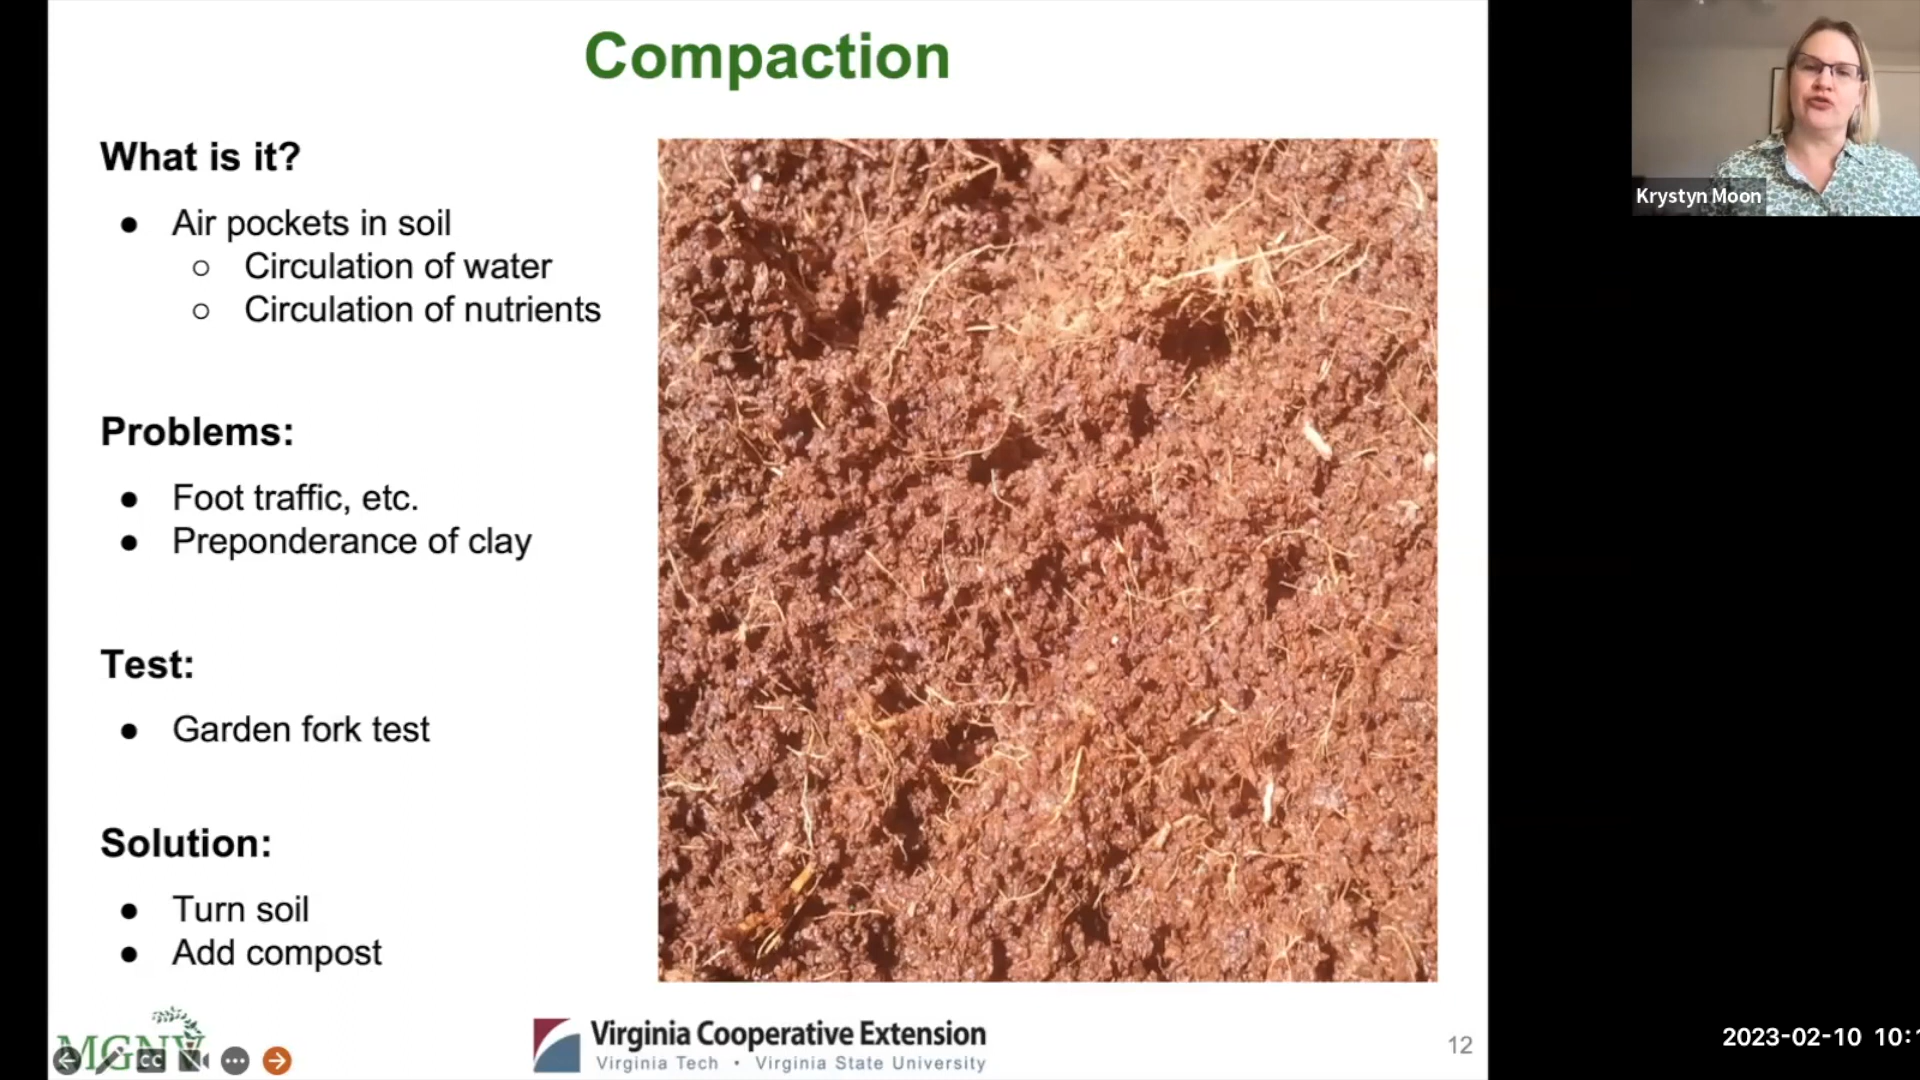 Compaction
What is it?
● Air pockets in soil
○ Circulation of water
○ Circulation of nutrients
Problems:
● Foot traffic, etc.
● Preponderance of clay
Test:
● Garden fork test
Solution:
● Turn soil
● Add compost
MGNV
CC
Virginia Cooperative Extension
Virginia Tech • Virginia State University
12
Krystyn Moon
2023-02-10 10: